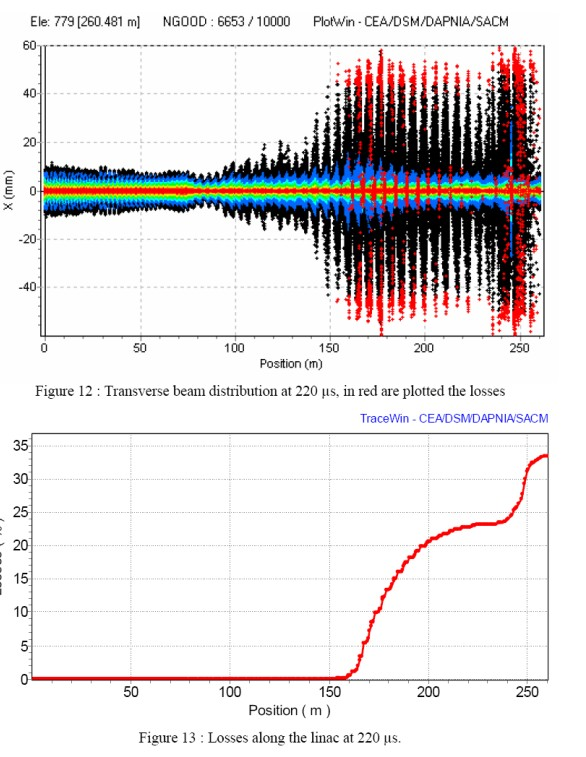 Ele: 779 [260.481 m] NGOOD : 6653 / 10000 PlotWin - CEA/DSM/DAPNIA/SACM
60
40
20
0
-20
-40
X (mm)
0 50 100 150 200 250
Position (m)
Figure 12 : Transverse beam distribution at 220 µs, in red are plotted the losses
TraceWin - CEA/DSM/DAPNIA/SACM
35
30
25
20
15
10
5
0
50 100 150 200 250
Position ( m )
Figure 13 : Losses along the linac at 220 µs.